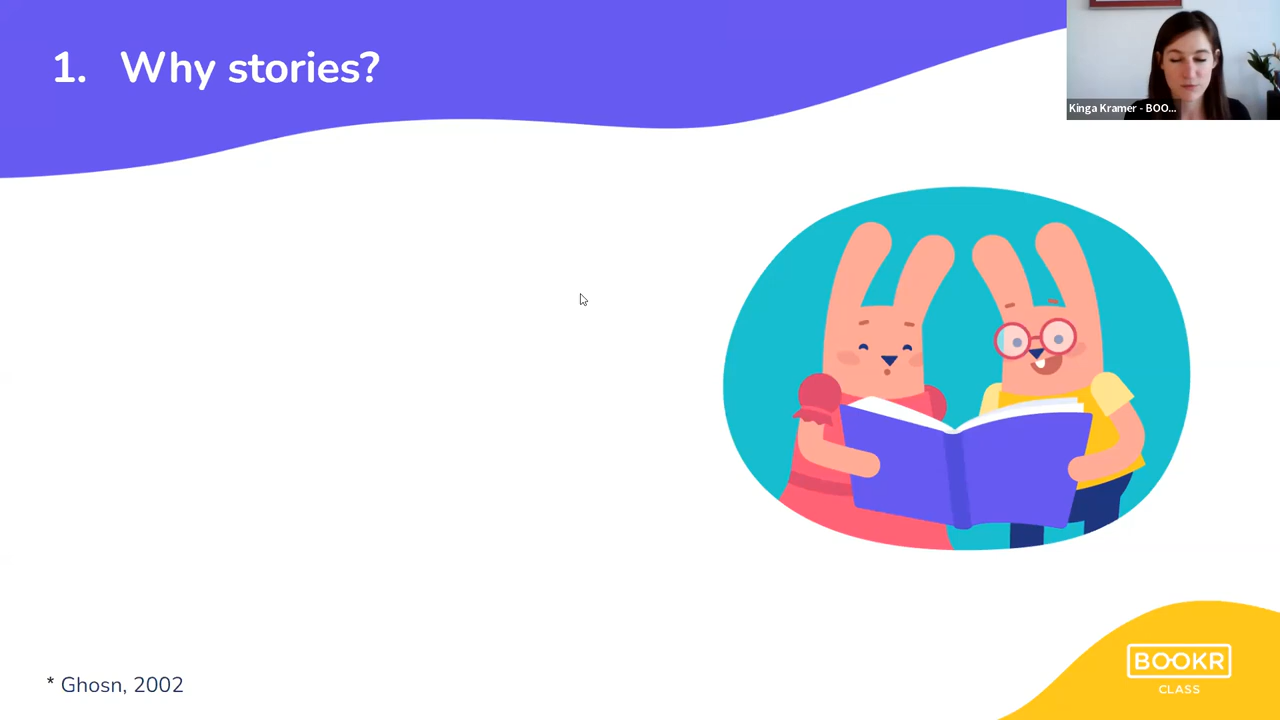 1. Why stories?
Kinga Kramer - BOO...
* Ghosn, 2002
BOOKR
CLASS